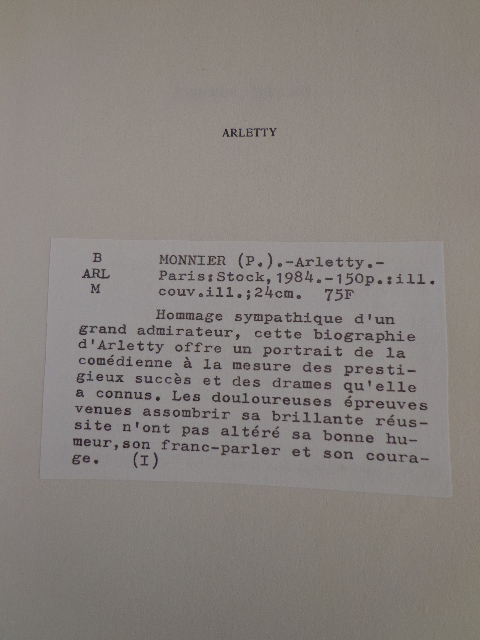 ARLETTY
B MONNIER (P.).-Arletty.-
ARL Paris:Stock,1984.-150p.:ill.
M couv.ill.;24cm. 75F
Hommage sympathique d'un
grand admirateur, cette biographie
d'Arletty offre un portrait de la
comédienne à la mesure des presti-
gieux succès et des drames qu'elle
a connus. Les douloureuses épreuves
venues assombrir sa brillante réus-
site n'ont pas altéré sa bonne hu-
meur,son franc-parler et son coura-
ge. (I)